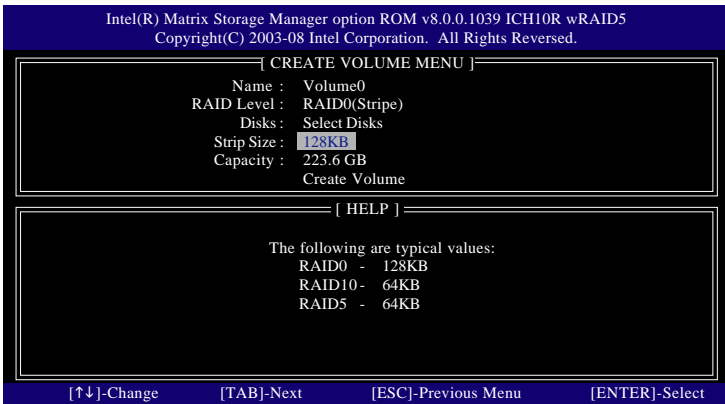 Intel(R) Matrix Storage Manager option ROM v8.0.0.1039 ICH10R wRAID5
Copyright(C) 2003-08 Intel Corporation. All Rights Reversed.
[ CREATE VOLUME MENU ]
Name : Volume0
RAID Level : RAID0(Stripe)
Disks : Select Disks
Strip Size : 128KB
Capacity : 223.6 GB
Create Volume
[ HELP ]
The following are typical values:
RAID0 - 128KB
RAID10 - 64KB
RAID5 - 64KB
[↑↓]-Change [TAB]-Next [ESC]-Previous Menu [ENTER]-Select